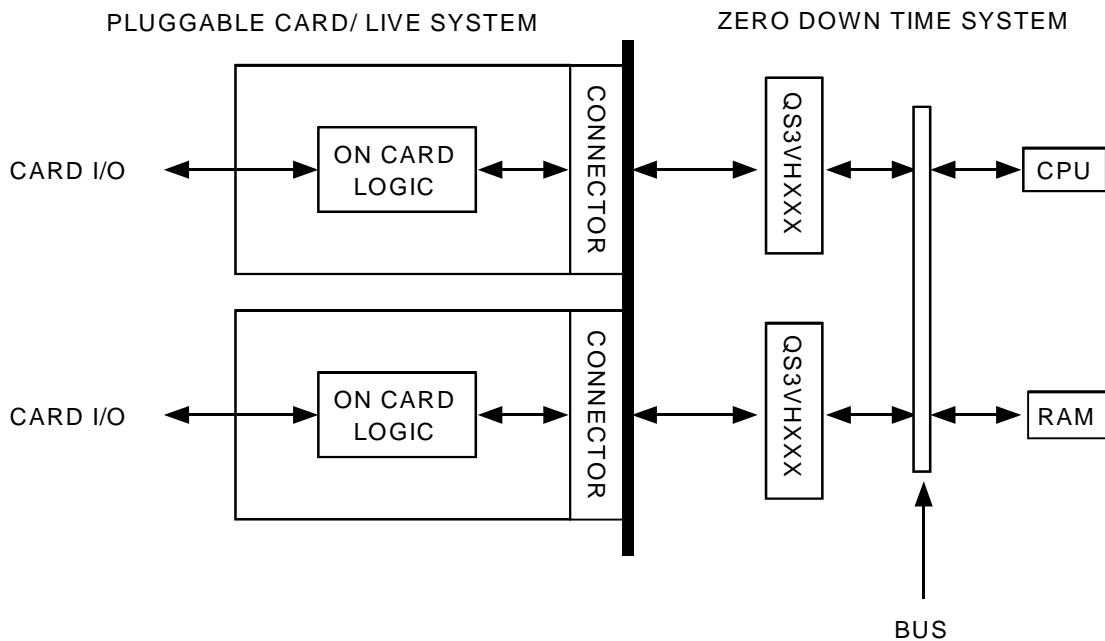 PLUGGABLE CARD/ LIVE SYSTEM
ZERO DOWN TIME SYSTEM
CARD I/O
ON CARD
LOGIC
CONNECTOR
QS3VHXXX
CPU
CARD I/O
ON CARD
LOGIC
CONNECTOR
QS3VHXXX
RAM
BUS